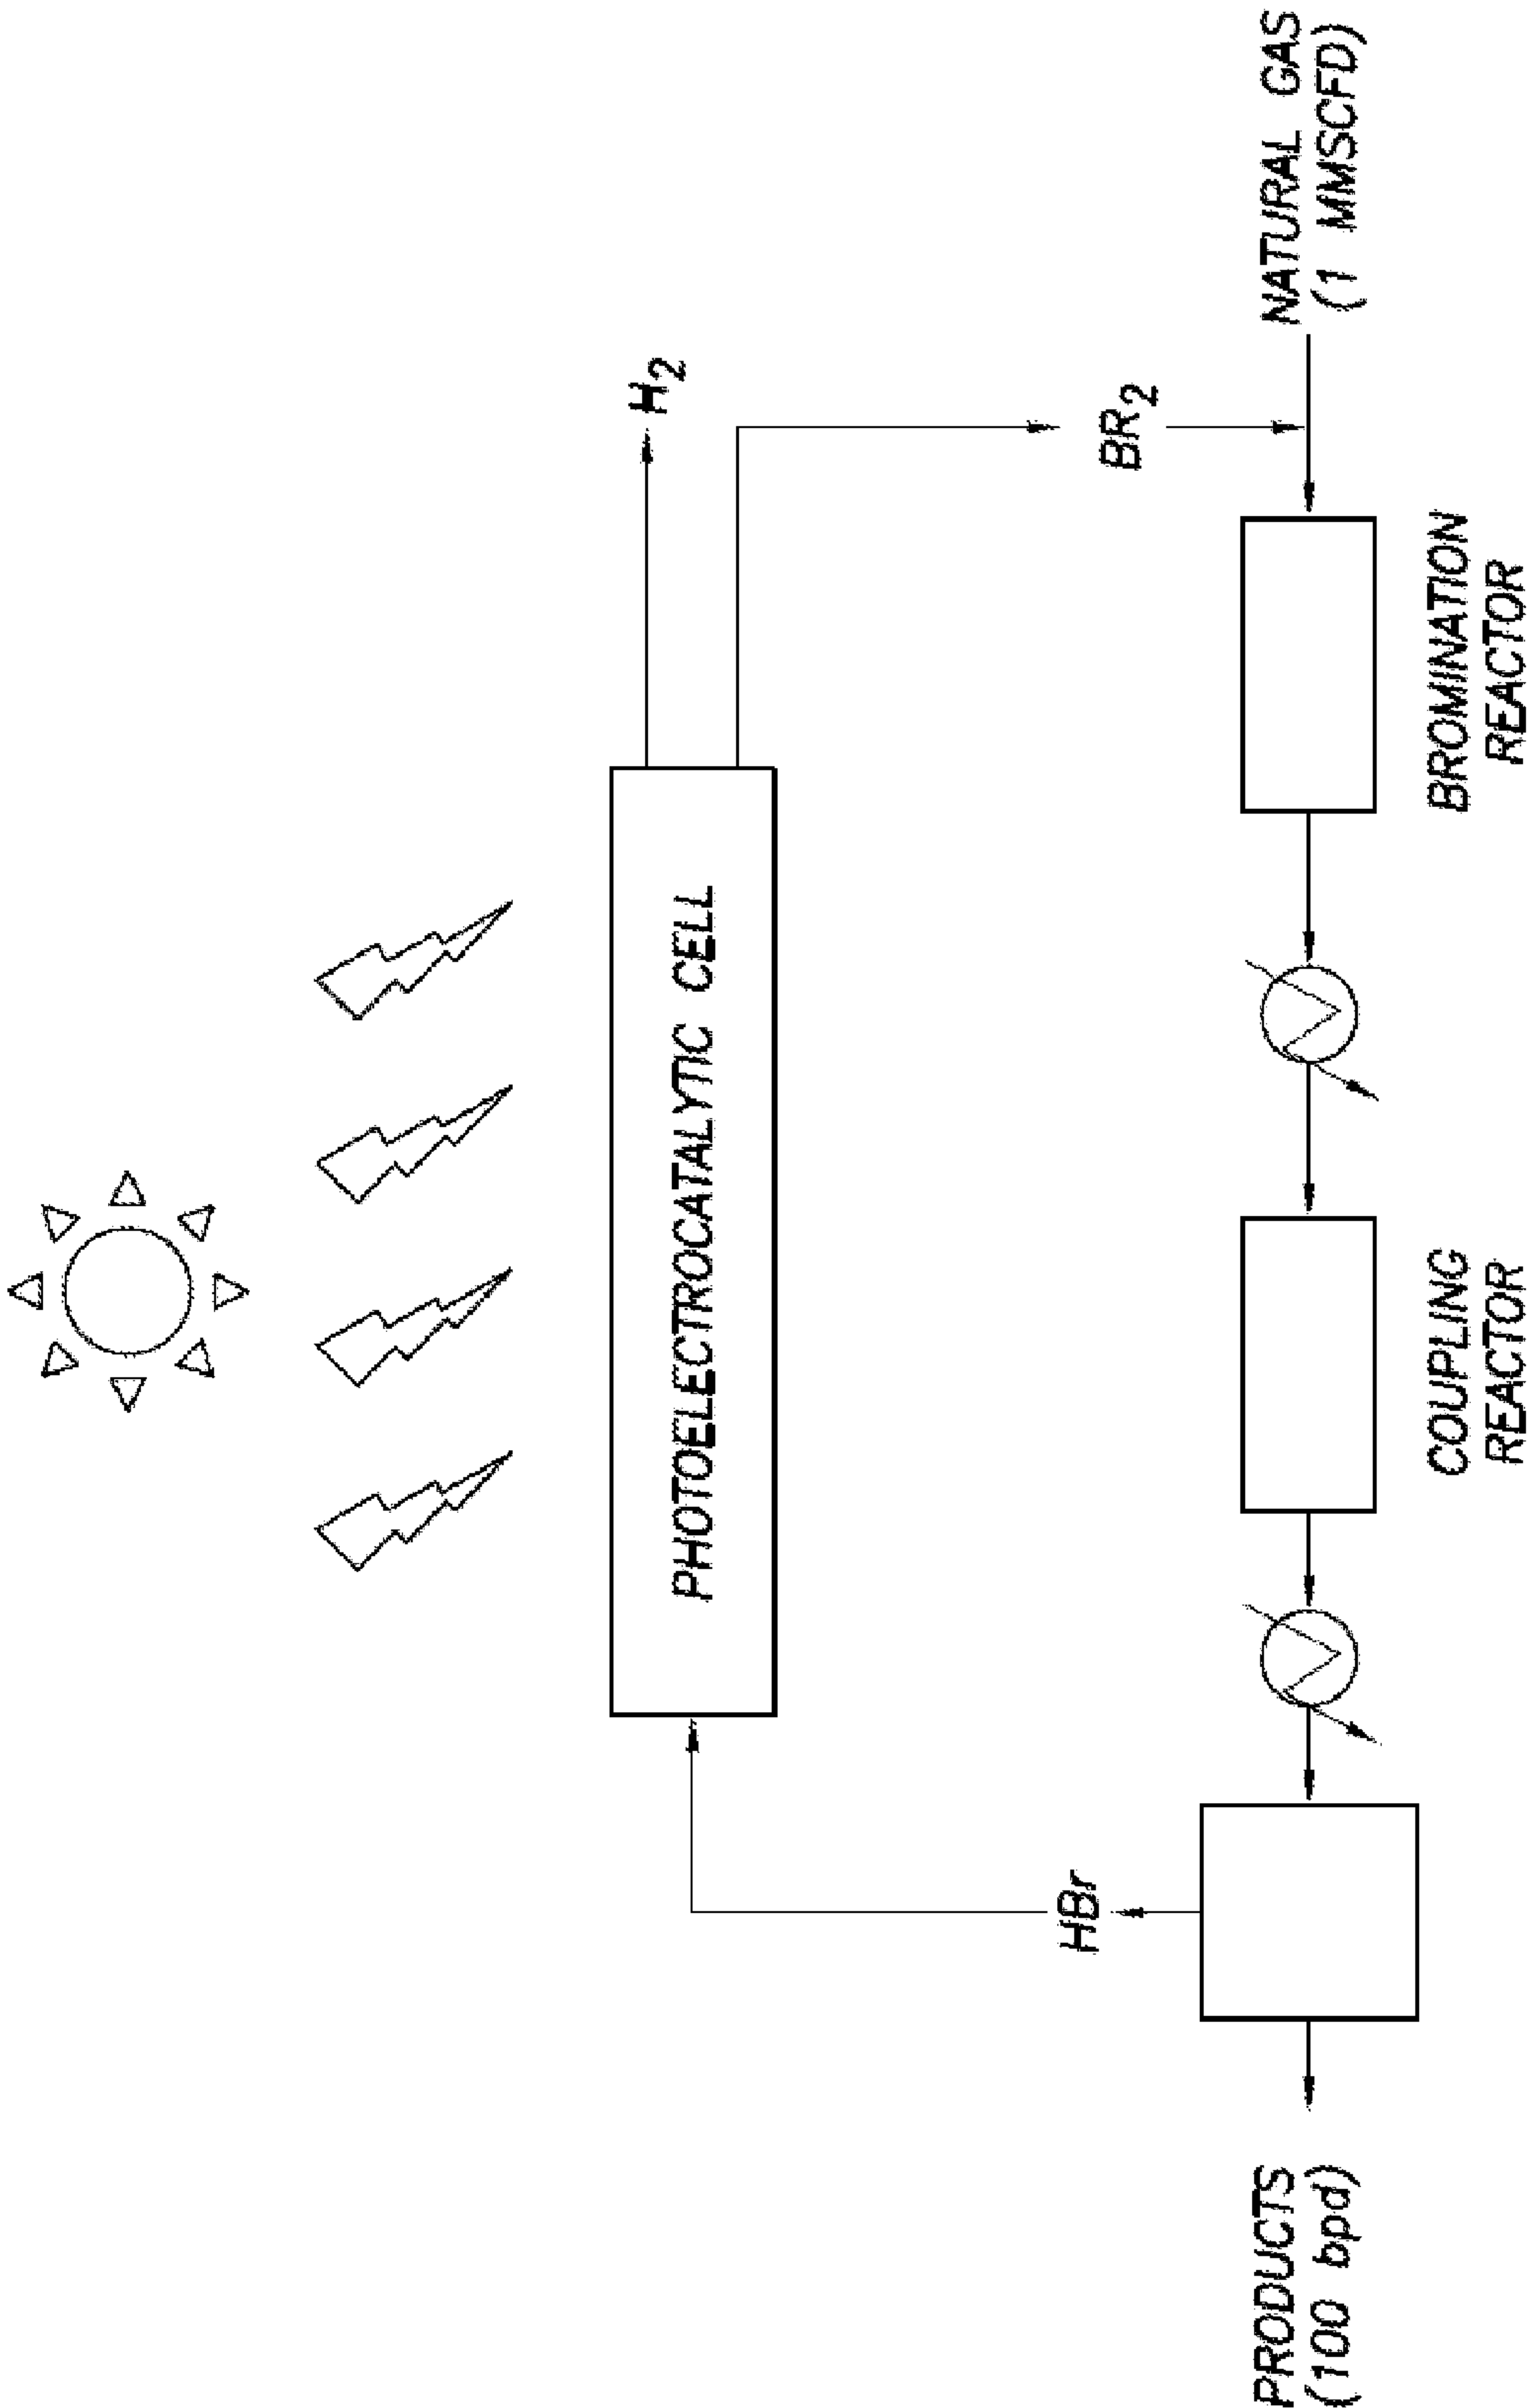 PHOTOELECTROCATALYTIC CELL
H2
BR2
HBr
NATURAL GAS
(1 MMSCFD)
BROMINATION
REACTOR
COUPLING
REACTOR
PRODUCTS
(100 bpd)